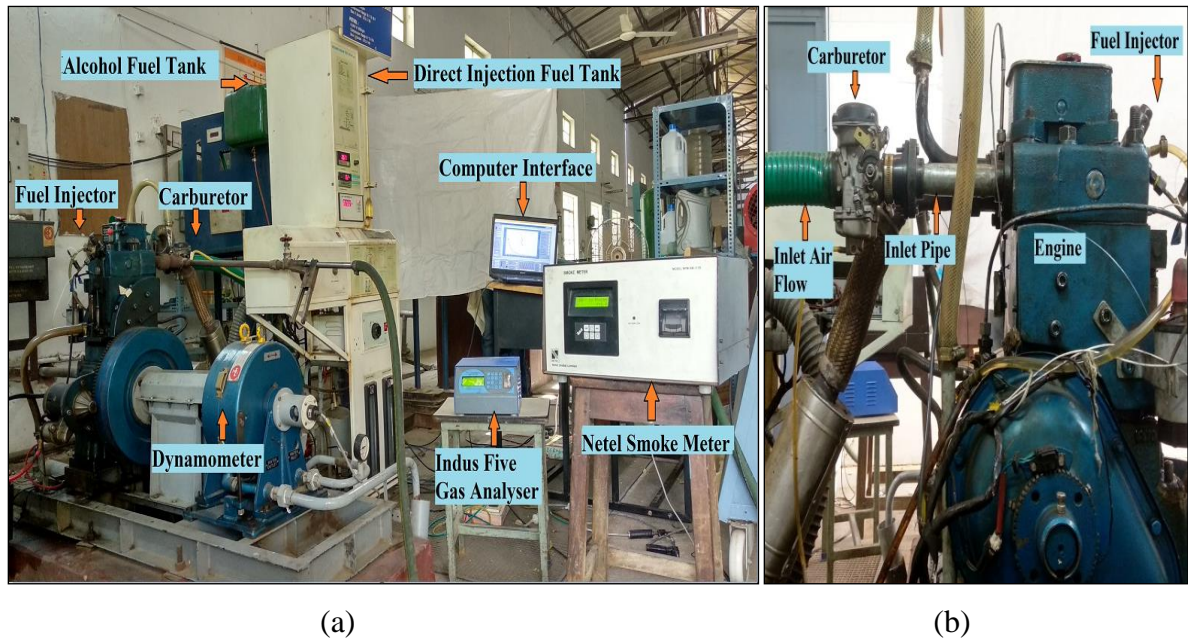 Alcohol Fuel Tank
Direct Injection Fuel Tank
Computer Interface
Fuel Injector
Carburetor
SMOKE METER
Dynamometer
Indus Five
Gas Analyser
Netel Smoke Meter
Carburetor
Fuel Injector
Inlet Air
Flow
Inlet Pipe
Engine
(a)
(b)